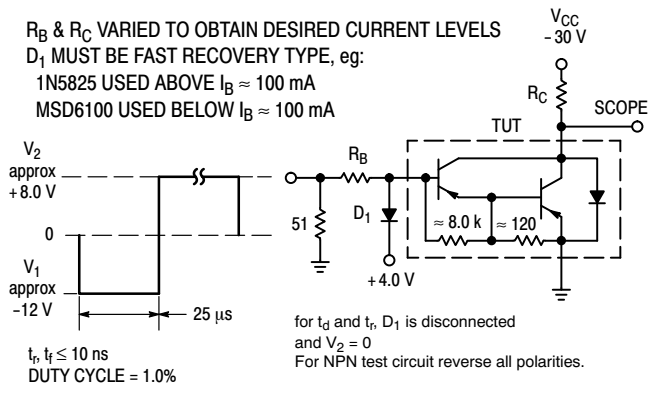 R_B & R_C VARIED TO OBTAIN DESIRED CURRENT LEVELS
D_1 MUST BE FAST RECOVERY TYPE, eg:
1N5825 USED ABOVE I_B ≈ 100 mA
MSD6100 USED BELOW I_B ≈ 100 mA
V_CC
- 30 V
R_C
SCOPE
TUT
V_2
approx
+8.0 V
R_B
51
D_1
≈ 8.0 k
≈ 120
0
V_1
approx
-12 V
+4.0 V
25 µs
for t_d and t_r, D_1 is disconnected
and V_2 = 0
For NPN test circuit reverse all polarities.
t_r, t_f ≤ 10 ns
DUTY CYCLE = 1.0%